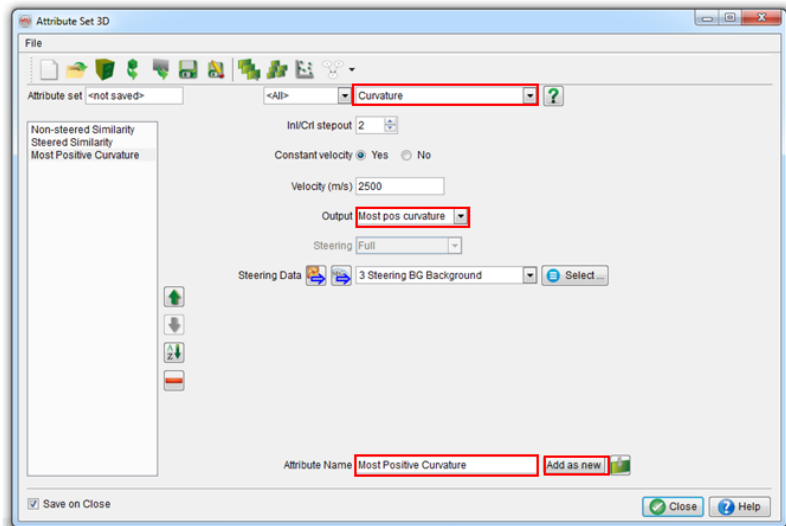 Attribute Set 3D
File
Attribute set <not saved> <All> Curvature
Non-steered Similarity
Steered Similarity
Most Positive Curvature
Inl/Crl stepout 2
Constant velocity Yes No
Velocity (m/s) 2500
Output Most pos curvature
Steering Full
Steering Data 3 Steering BG Background Select ...
Attribute Name Most Positive Curvature Add as new
Save on Close Close Help